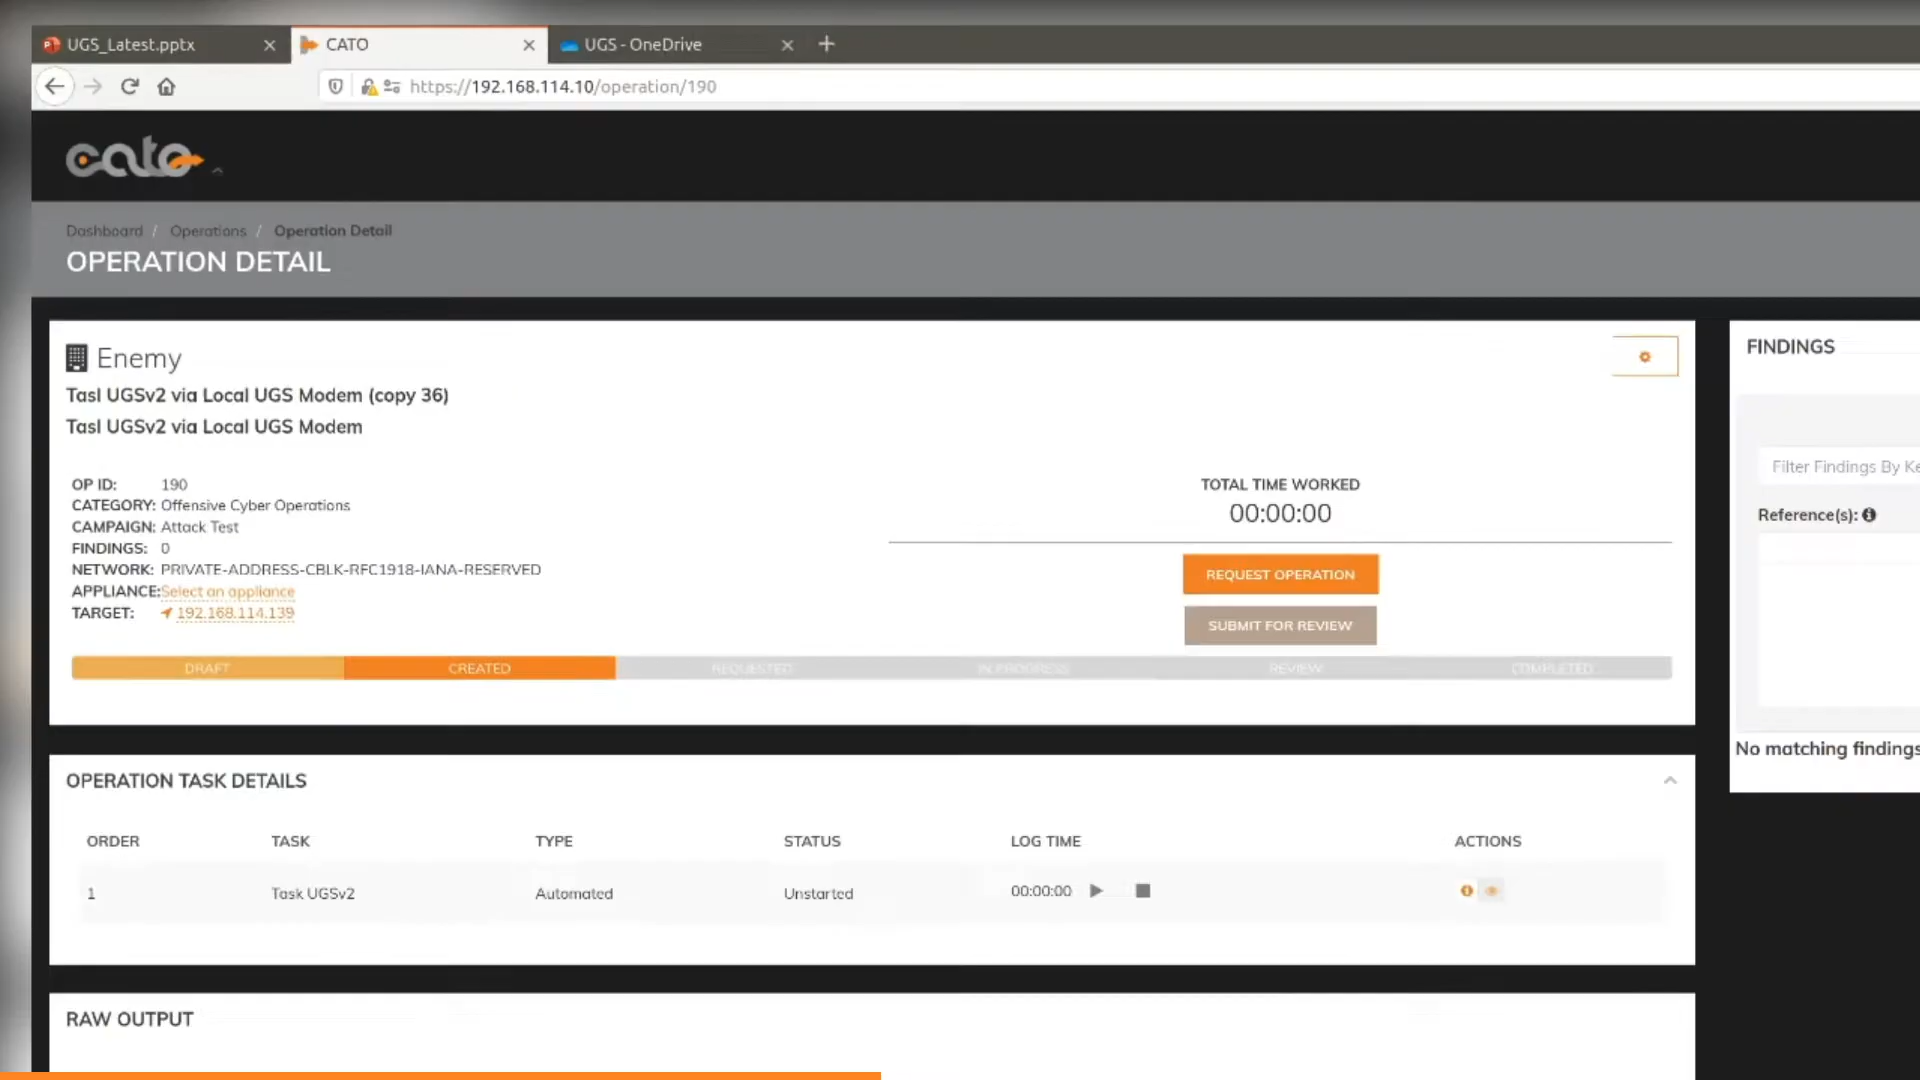 UGS_Latest.pptx
CATO
UGS - OneDrive
https://192.168.114.10/operation/190
cato
Dashboard / Operations / Operation Detail
OPERATION DETAIL
Enemy
Tasl UGSv2 via Local UGS Modem (copy 36)
Tasl UGSv2 via Local UGS Modem
OP ID: 190
CATEGORY: Offensive Cyber Operations
CAMPAIGN: Attack Test
FINDINGS: 0
NETWORK: PRIVATE-ADDRESS-CBLK-RFC1918-IANA-RESERVED
APPLIANCE: Select an appliance
TARGET: 192.168.114.139
TOTAL TIME WORKED
00:00:00
REQUEST OPERATION
SUBMIT FOR REVIEW
DRAFT CREATED REQUESTED IN PROGRESS REVIEW COMPLETED
OPERATION TASK DETAILS
ORDER TASK TYPE STATUS LOG TIME ACTIONS
1 Task UGSv2 Automated Unstarted 00:00:00
RAW OUTPUT
FINDINGS
Filter Findings By Ke
Reference(s):
No matching findings